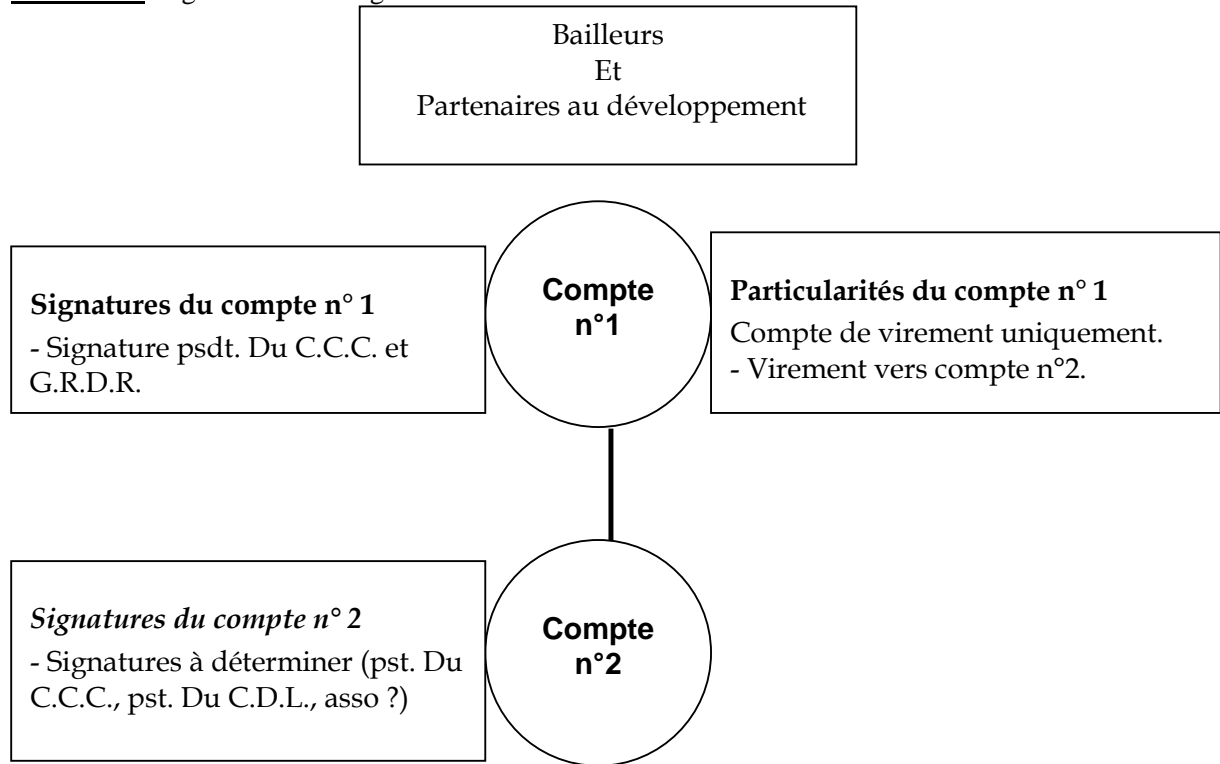 Bailleurs
Et
Partenaires au développement
Signatures du compte n° 1
- Signature psdt. Du C.C.C. et
G.R.D.R.
Compte
n°1
Particularités du compte n° 1
Compte de virement uniquement.
- Virement vers compte n°2.
Signatures du compte n° 2
- Signatures à déterminer (pst. Du
C.C.C., pst. Du C.D.L., asso ?)
Compte
n°2